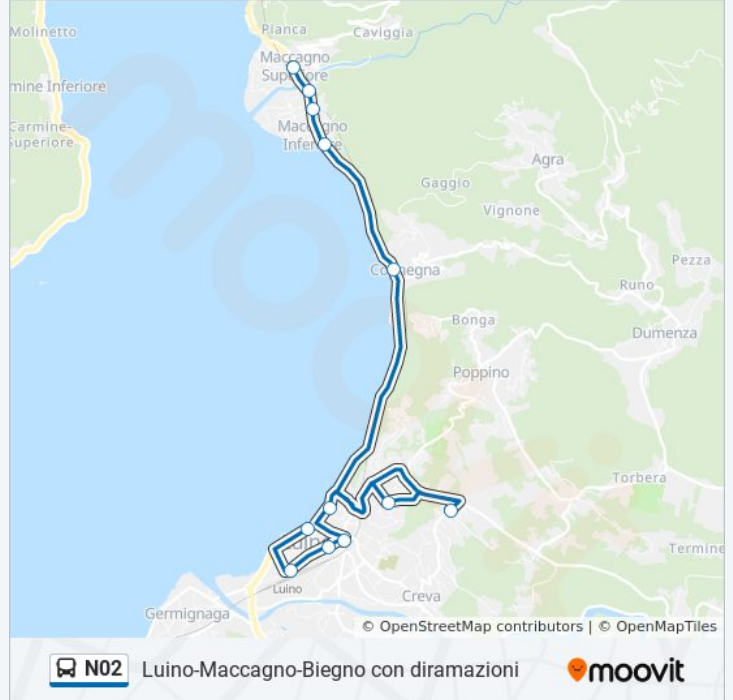 Molinetto
Pianca
Caviggia
Maccagno
Superiore
mine Inferiore
Carmine-
Superiore
Maccagno
Inferiore
Agra
Gaggio
Vignone
Pezza
Colmegna
Runo
Bonga
Dumenza
Poppino
Torbera
Luino
Termine
Luino
Creva
Germignaga
© OpenStreetMap contributors | © OpenMapTiles
N02 Luino-Maccagno-Biegno con diramazioni moovit